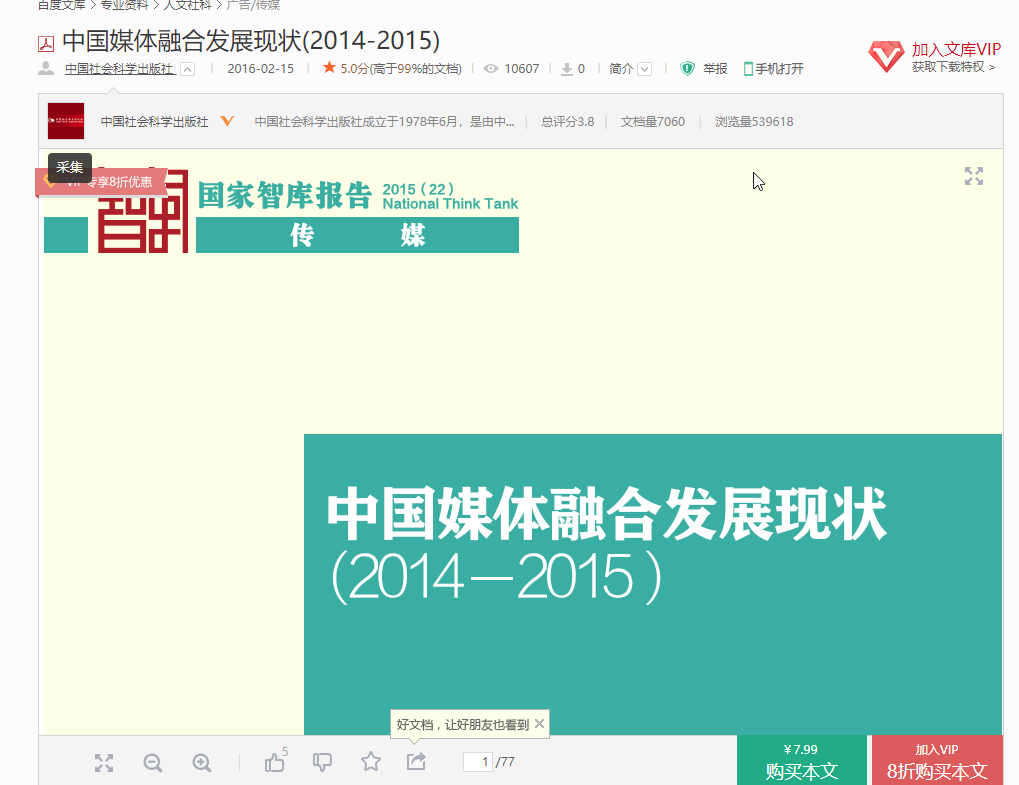 百度文库 > 专业资料 > 人文社科 > 广告/传媒
中国媒体融合发展现状(2014-2015)
加入文库VIP
获取下载特权 >
中国社会科学出版社 | 2016-02-15 | 5.0分(高于99%的文档) | 10607 | 0 | 简介 | 举报 手机打开
中国社会科学出版社 中国社会科学出版社成立于1978年6月，是由中... | 总评分3.8 | 文档量7060 | 浏览量539618
采集
VIP专享8折优惠
国家智库报告 2015（22）
National Think Tank
传 媒
中国媒体融合发展现状
（2014－2015）
好文档，让好朋友也看到
5
1 /77
￥7.99
购买本文
加入VIP
8折购买本文